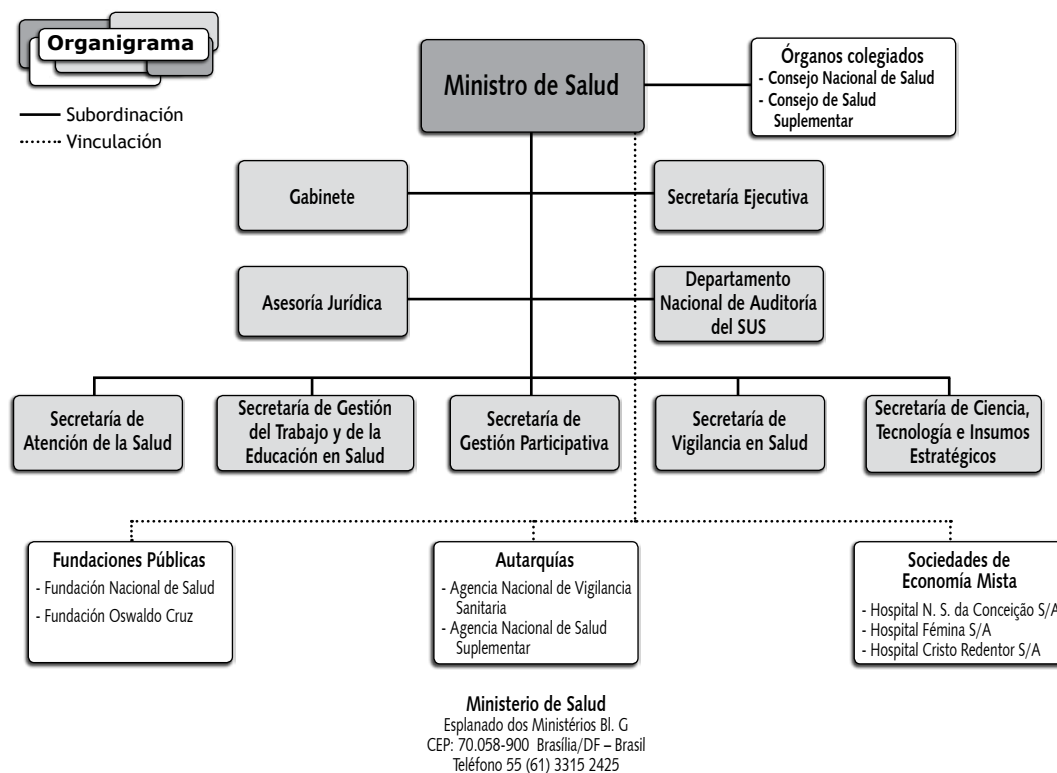 Organigrama
Subordinación
Vinculación
Ministro de Salud
Órganos colegiados
- Consejo Nacional de Salud
- Consejo de Salud
Suplementar
Gabinete
Secretaría Ejecutiva
Asesoría Jurídica
Departamento
Nacional de Auditoría
del SUS
Secretaría de
Atención de la Salud
Secretaría de Gestión
del Trabajo y de la
Educación en Salud
Secretaría de
Gestión Participativa
Secretaría de
Vigilancia en Salud
Secretaría de Ciencia,
Tecnología e Insumos
Estratégicos
Fundaciones Públicas
- Fundación Nacional de Salud
- Fundación Oswaldo Cruz
Autarquías
- Agencia Nacional de Vigilancia
Sanitaria
- Agencia Nacional de Salud
Suplementar
Sociedades de
Economía Mista
- Hospital N. S. da Conceição S/A
- Hospital Fémina S/A
- Hospital Cristo Redentor S/A
Ministerio de Salud
Esplanado dos Ministérios Bl. G
CEP: 70.058-900 Brasília/DF – Brasil
Teléfono 55 (61) 3315 2425